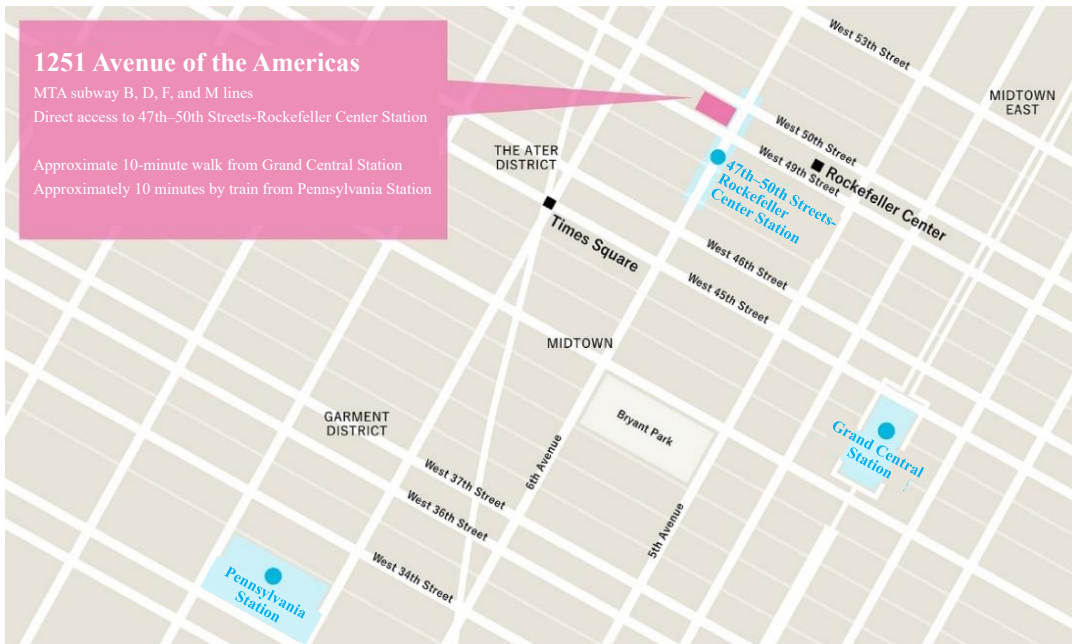 1251 Avenue of the Americas
MTA subway B, D, F, and M lines
Direct access to 47th–50th Streets-Rockefeller Center Station
Approximate 10-minute walk from Grand Central Station
Approximately 10 minutes by train from Pennsylvania Station
West 53th Street
MIDTOWN
EAST
West 50th Street
West 49th Street
Rockefeller Center
47th–50th Streets-
Rockefeller
Center Station
THE ATER
DISTRICT
Times Square
West 46th Street
West 45th Street
MIDTOWN
Bryant Park
Grand Central
Station
GARMENT
DISTRICT
6th Avenue
5th Avenue
West 37th Street
West 36th Street
West 34th Street
Pennsylvania
Station